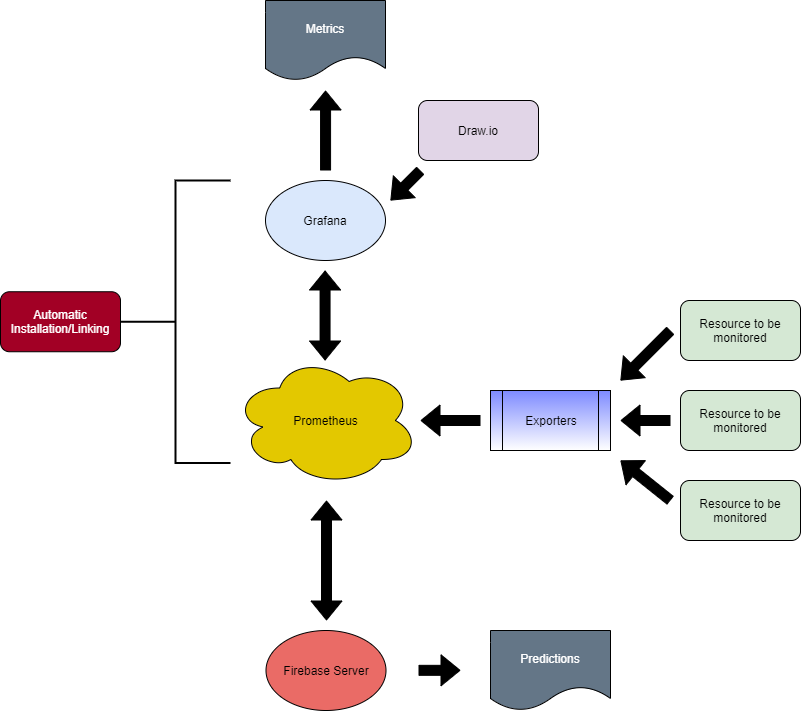 Metrics
Draw.io
Grafana
Automatic
Installation/Linking
Resource to be
monitored
Prometheus
Exporters
Resource to be
monitored
Resource to be
monitored
Firebase Server
Predictions